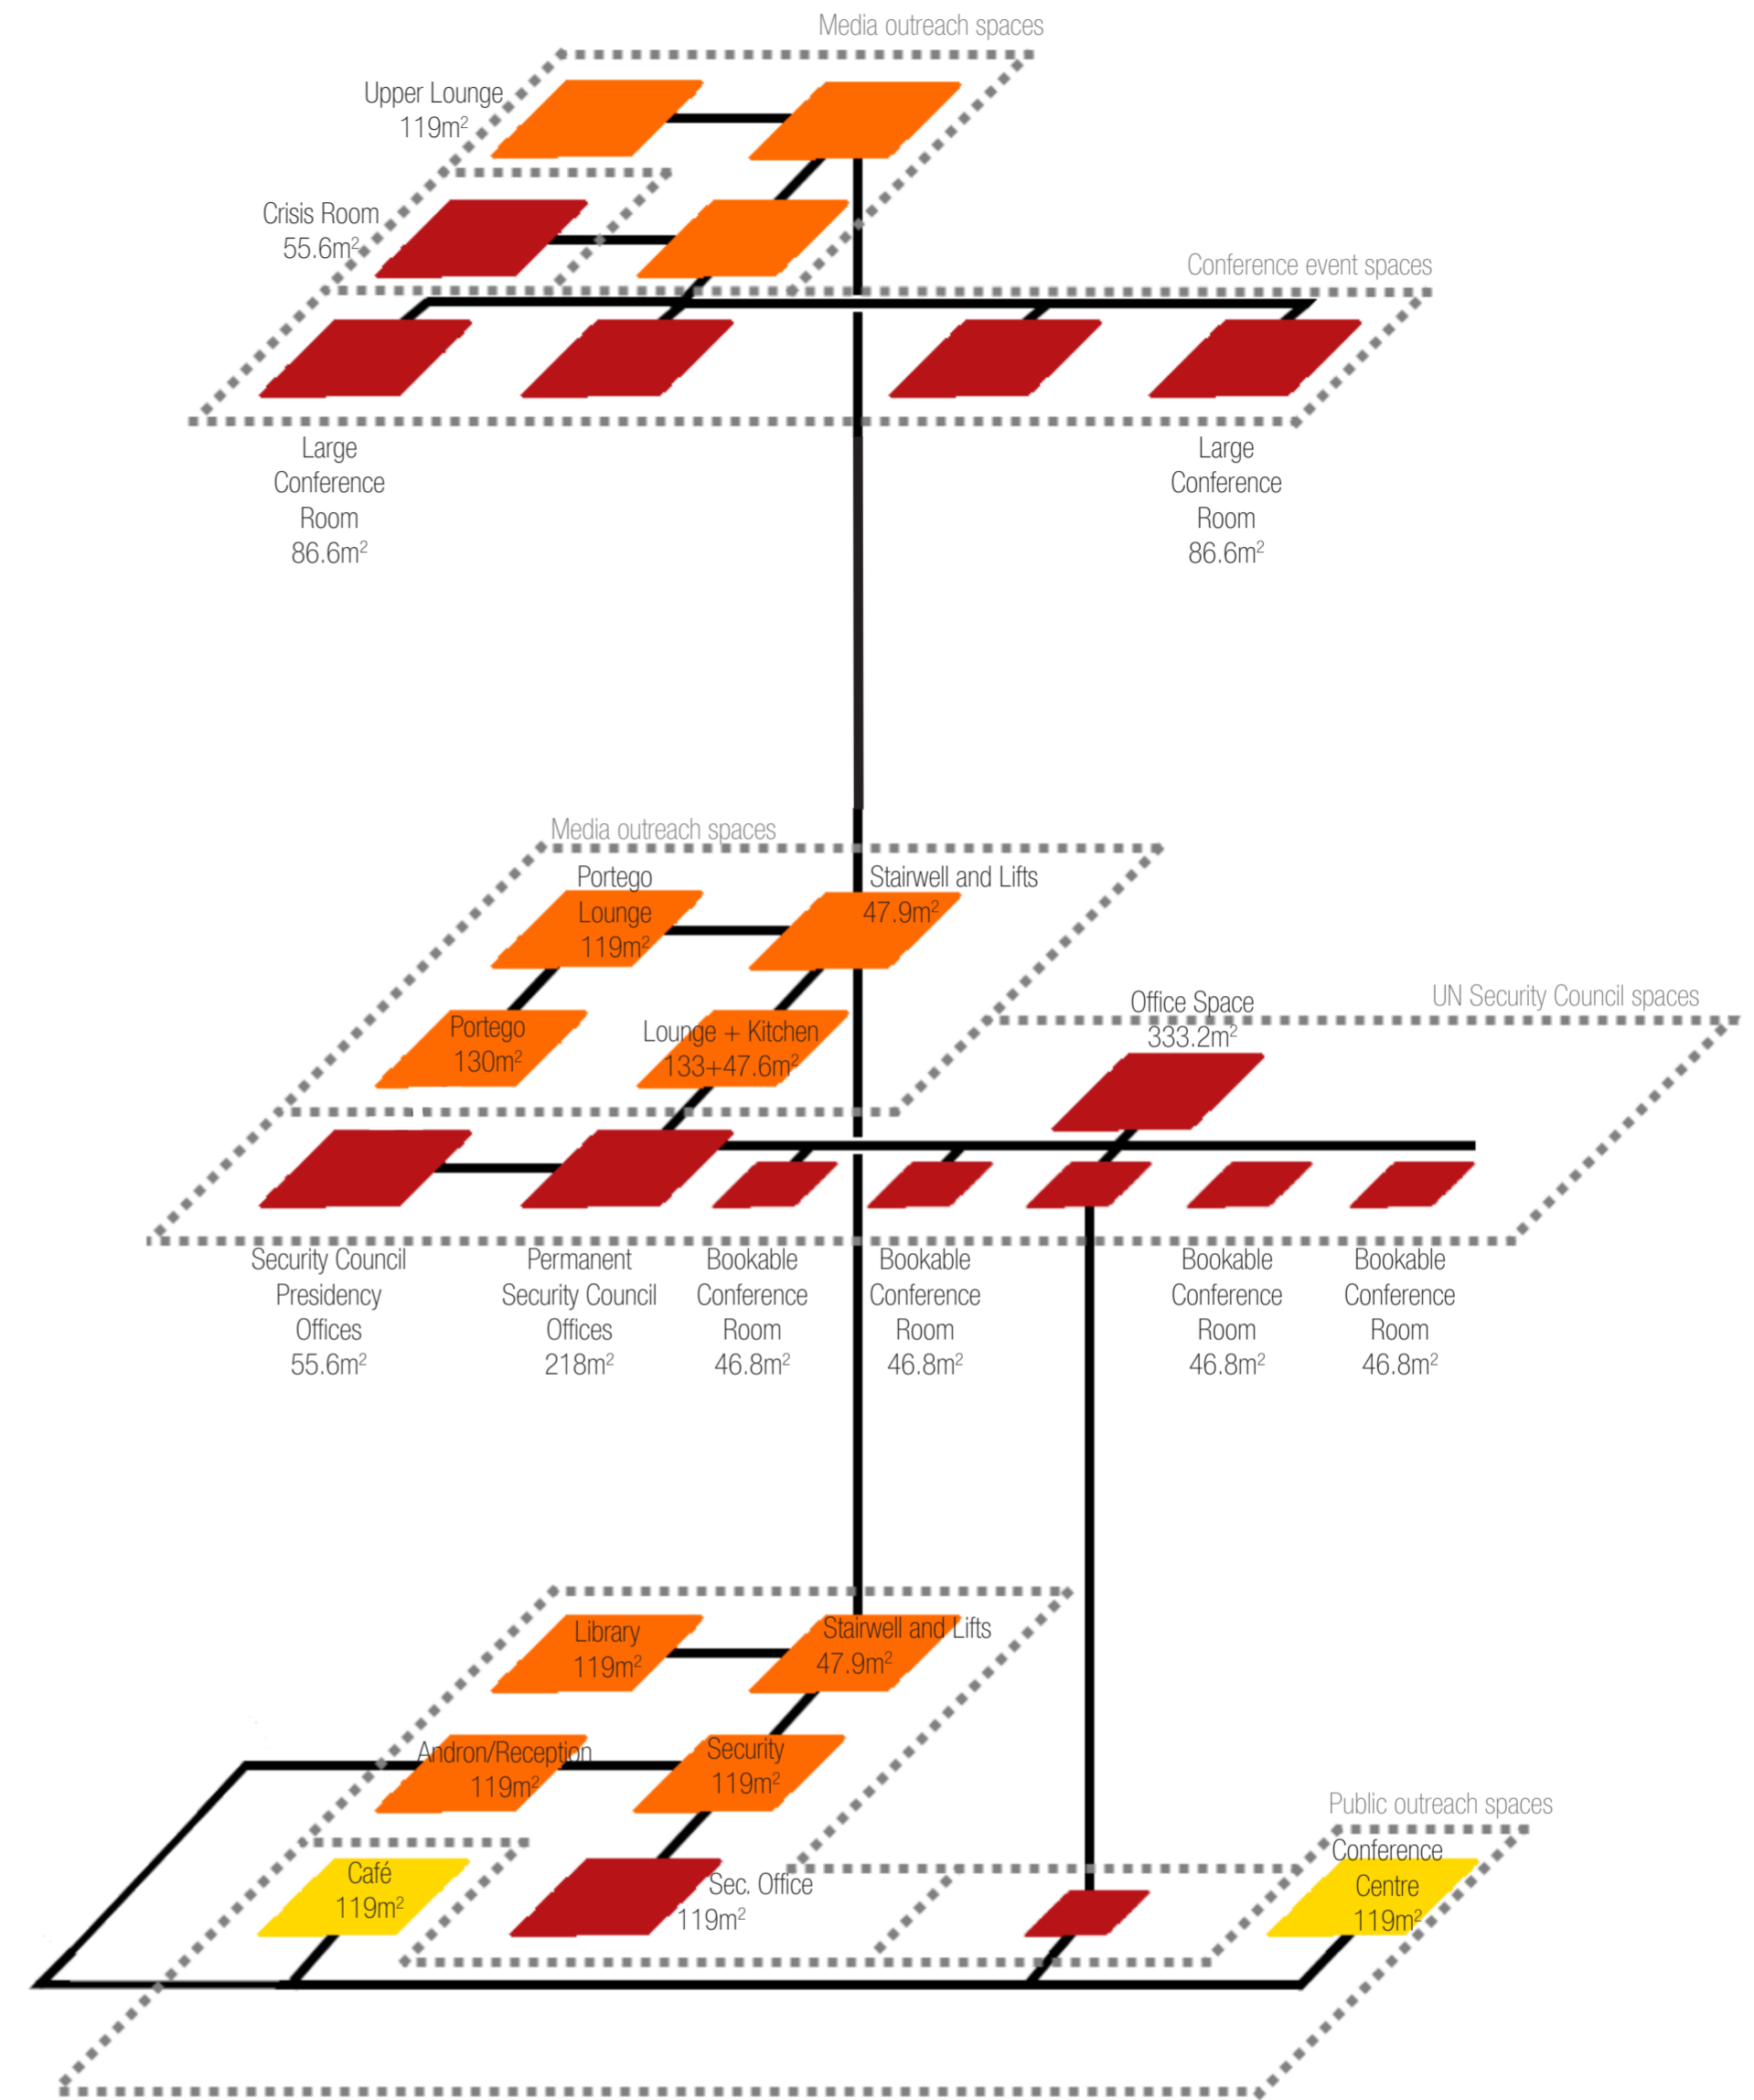 Media outreach spaces
Upper Lounge
119m²
Crisis Room
55.6m²
Conference event spaces
Large
Conference
Room
86.6m²
Large
Conference
Room
86.6m²
Media outreach spaces
Portego
Lounge
119m²
Stairwell and Lifts
47.9m²
Portego
130m²
Lounge + Kitchen
133+47.6m²
UN Security Council spaces
Office Space
333.2m²
Security Council
Presidency
Offices
55.6m²
Permanent
Security Council
Offices
218m²
Bookable
Conference
Room
46.8m²
Bookable
Conference
Room
46.8m²
Bookable
Conference
Room
46.8m²
Bookable
Conference
Room
46.8m²
Library
119m²
Stairwell and Lifts
47.9m²
Andron/Reception
119m²
Security
119m²
Public outreach spaces
Café
119m²
Sec. Office
119m²
Conference
Centre
119m²